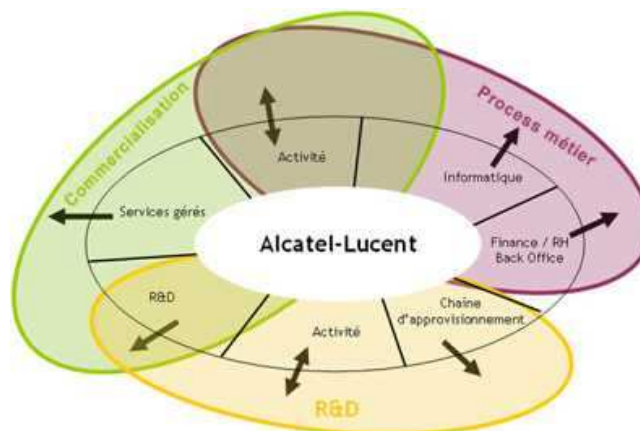 Commercialisation
Process métier
Activité
Informatique
Services gérés
Alcatel-Lucent
Finance / RH
Back Office
R&D
Activité
Chaîne
d'approvisionnement
R&D